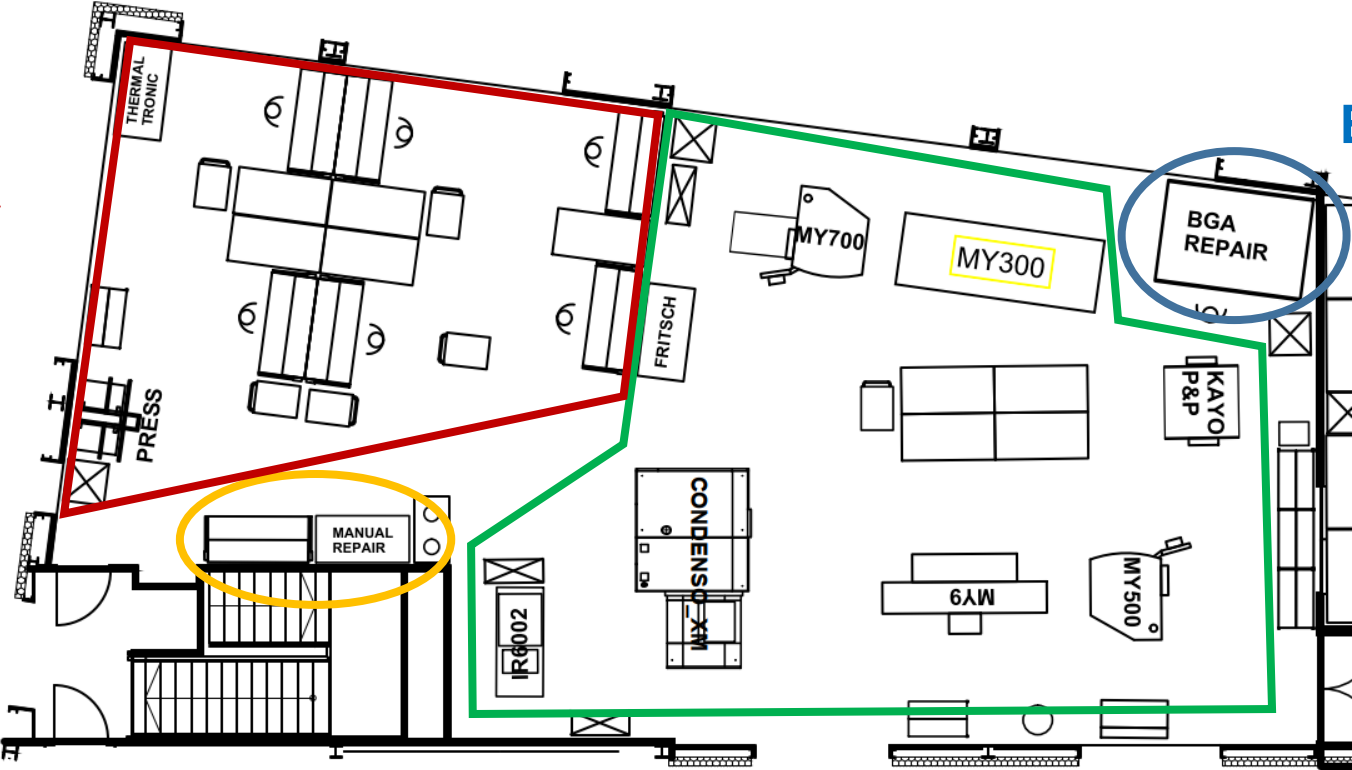 THERMAL
TRONIC
BGA
REPAIR
MY700
MY300
FRITSCH
KAYO
P&P
PRESS
MANUAL
REPAIR
CONDENSO_XM
MY9
MY500
IR6002